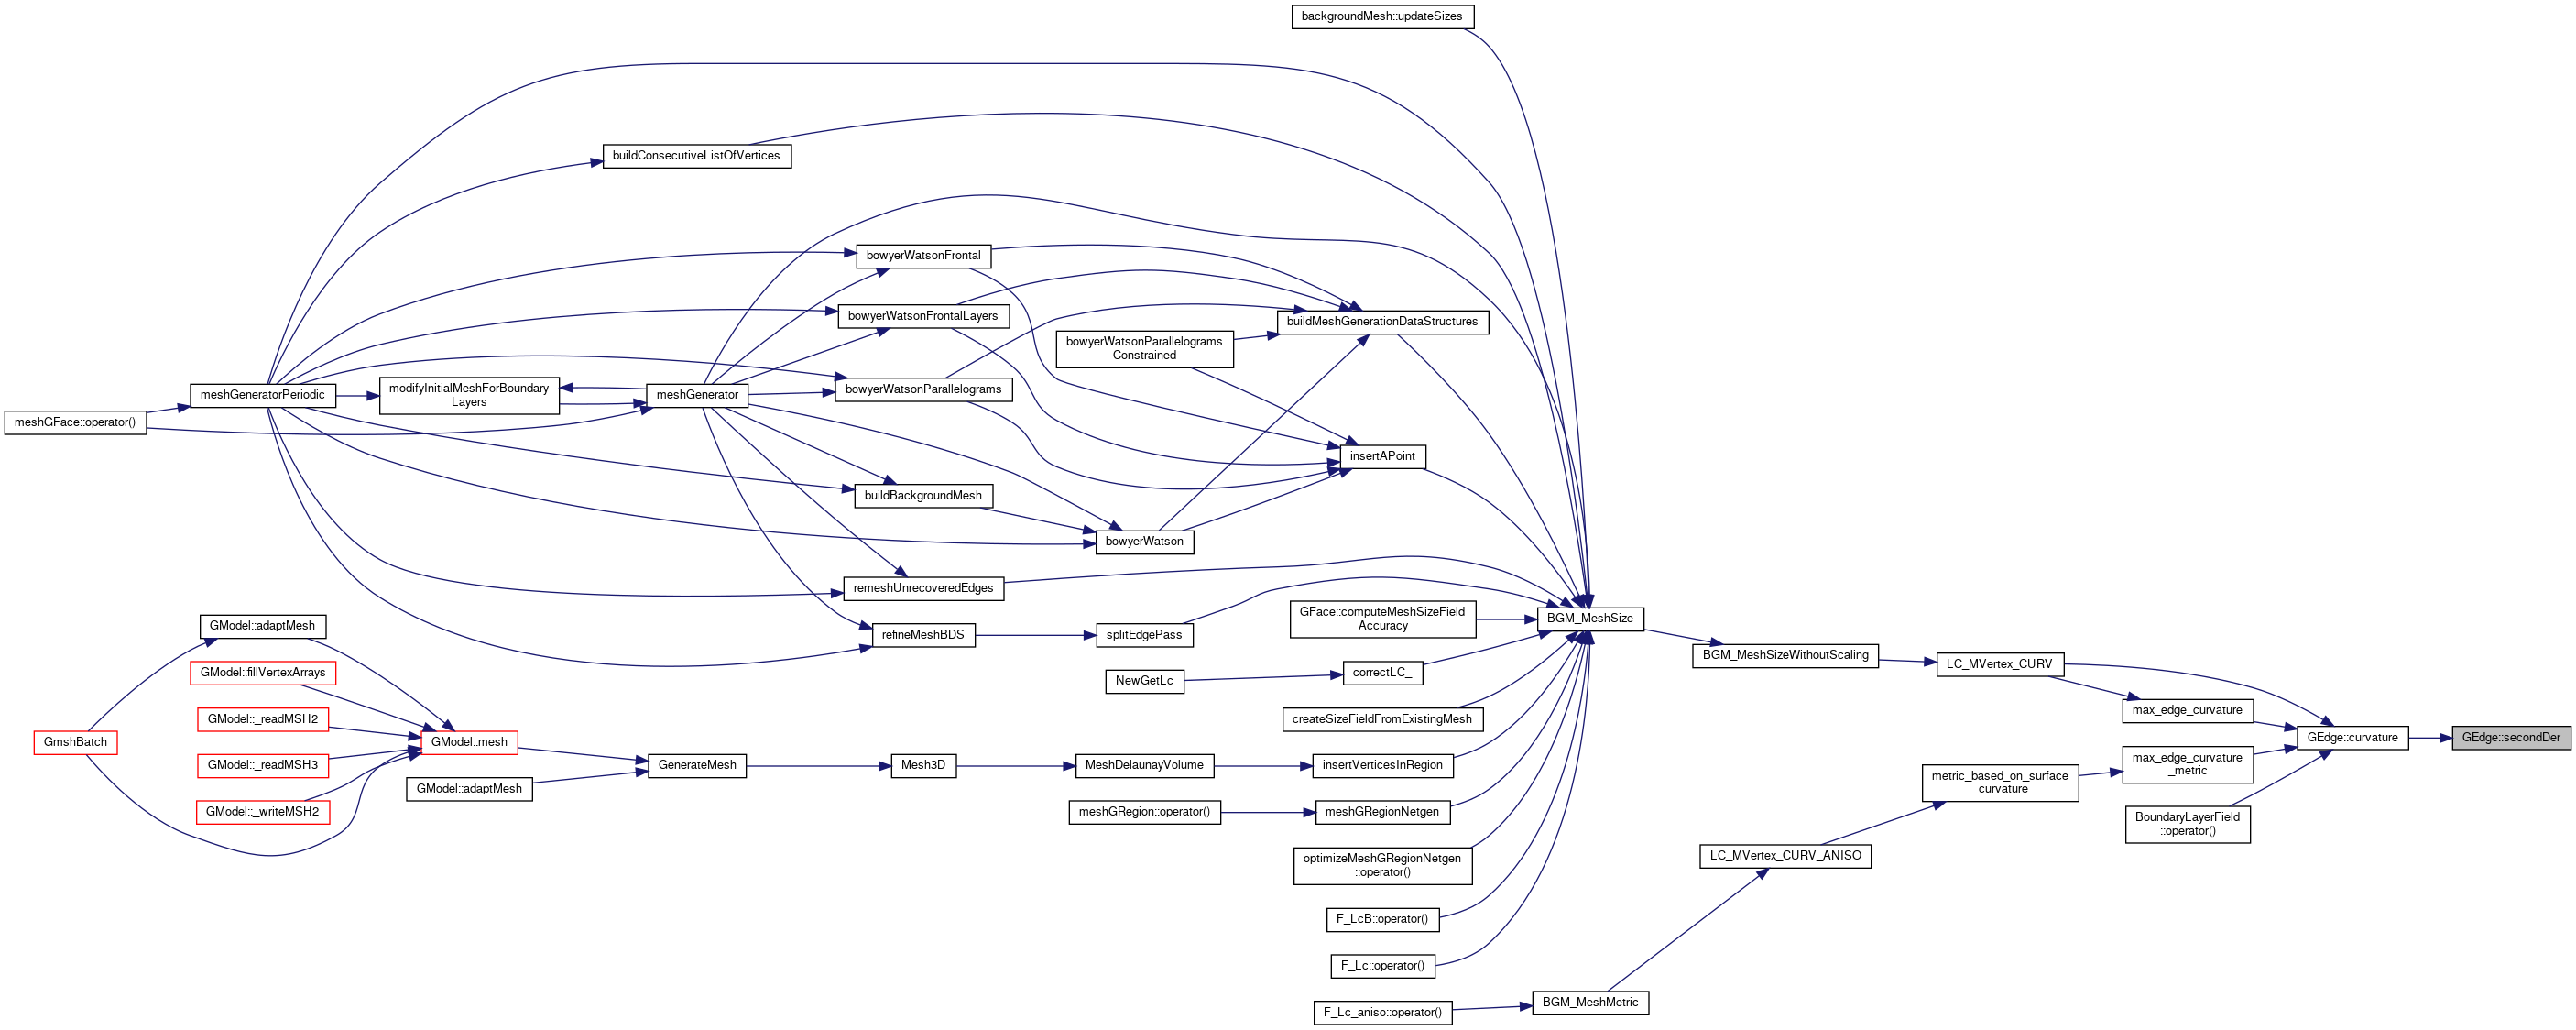 backgroundMesh::updateSizes
buildConsecutiveListOfVertices
bowyerWatsonFrontal
bowyerWatsonFrontalLayers
buildMeshGenerationDataStructures
bowyerWatsonParallelograms
Constrained
meshGeneratorPeriodic
modifyInitialMeshForBoundary
Layers
meshGenerator
bowyerWatsonParallelograms
meshGFace::operator()
insertAPoint
buildBackgroundMesh
bowyerWatson
remeshUnrecoveredEdges
GModel::adaptMesh
refineMeshBDS
splitEdgePass
GFace::computeMeshSizeField
Accuracy
BGM_MeshSize
BGM_MeshSizeWithoutScaling
LC_MVertex_CURV
GModel::fillVertexArrays
NewGetLc
correctLC_
max_edge_curvature
GModel::_readMSH2
createSizeFieldFromExistingMesh
GmshBatch
GModel::mesh
GEdge::curvature
GEdge::secondDer
GModel::_readMSH3
GenerateMesh
Mesh3D
MeshDelaunayVolume
insertVerticesInRegion
max_edge_curvature
_metric
metric_based_on_surface
_curvature
GModel::adaptMesh
GModel::_writeMSH2
meshGRegion::operator()
meshGRegionNetgen
BoundaryLayerField
::operator()
optimizeMeshGRegionNetgen
::operator()
LC_MVertex_CURV_ANISO
F_LcB::operator()
F_Lc::operator()
BGM_MeshMetric
F_Lc_aniso::operator()